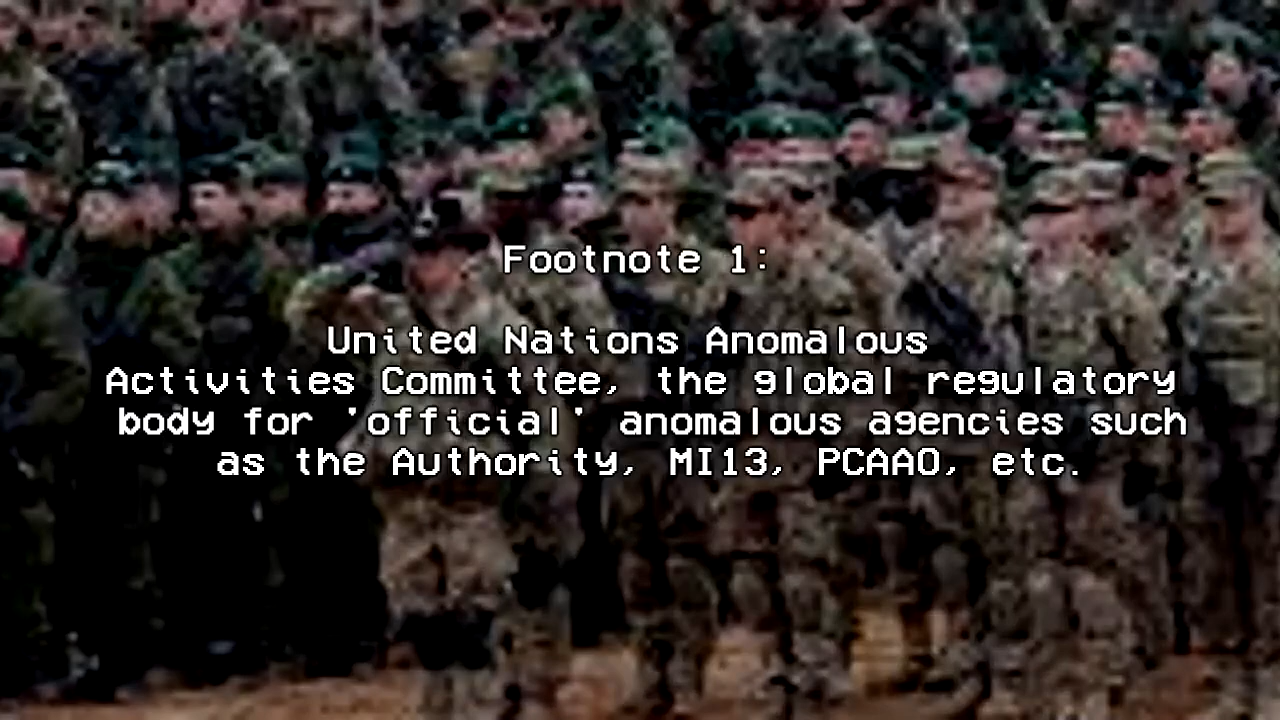 Footnote 1:
United Nations Anomalous
Activities Committee, the global regulatory
body for 'official' anomalous agencies such
as the Authority, MI13, PCAAO, etc.